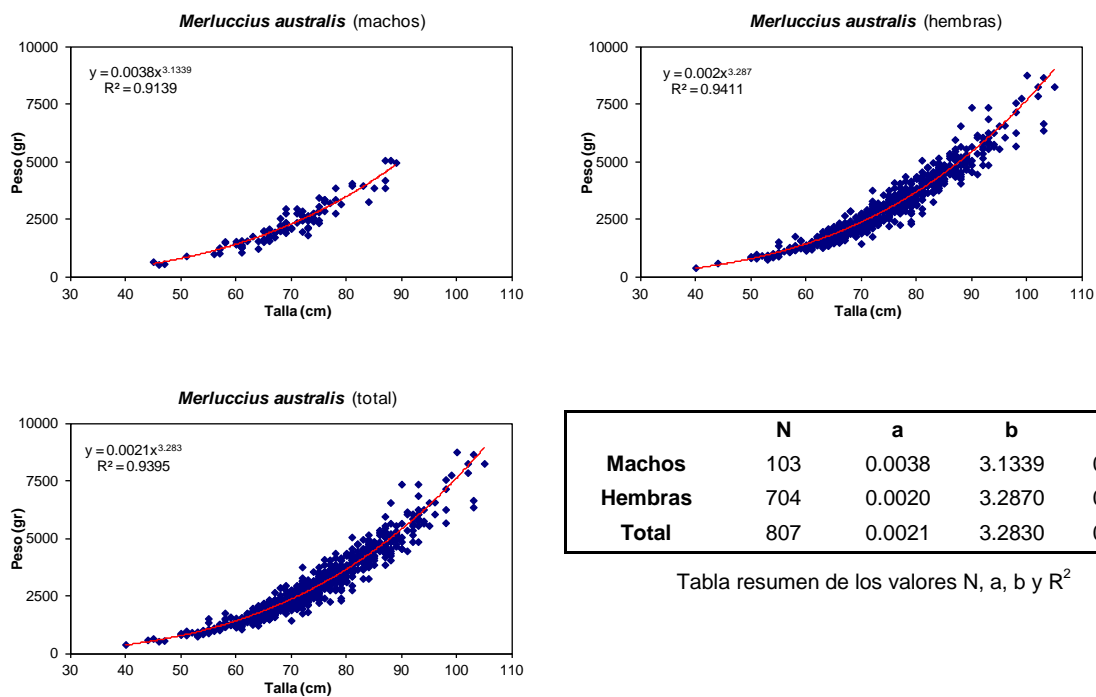 Merluccius australis (machos)
y = 0.0038x^3.1339
R² = 0.9139
10000
7500
5000
2500
0
Peso (gr)
30 40 50 60 70 80 90 100 110
Talla (cm)
Merluccius australis (hembras)
y = 0.002x^3.287
R² = 0.9411
10000
7500
5000
2500
0
Peso (gr)
30 40 50 60 70 80 90 100 110
Talla (cm)
Merluccius australis (total)
y = 0.0021x^3.283
R² = 0.9395
10000
7500
5000
2500
0
Peso (gr)
30 40 50 60 70 80 90 100 110
Talla (cm)
N a b
Machos 103 0.0038 3.1339
Hembras 704 0.0020 3.2870
Total 807 0.0021 3.2830
Tabla resumen de los valores N, a, b y R²